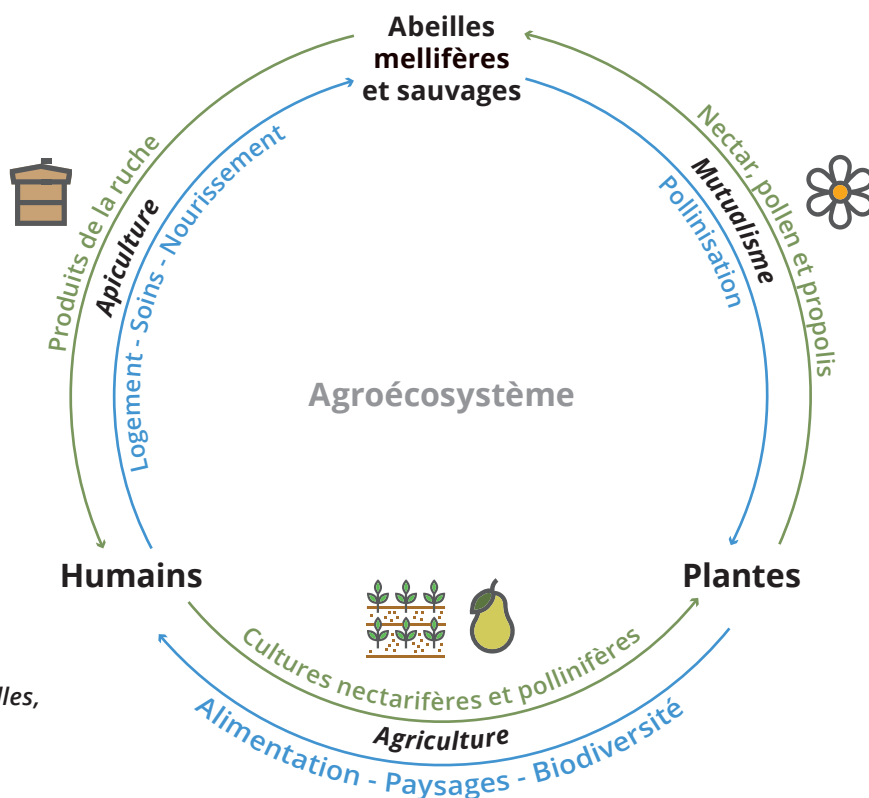 Abeilles
mellifères
et sauvages
Produits de la ruche
Apiculture
Logement - Soins - Nourissement
Nectar, pollen et propolis
Mutualisme
Pollinisation
Agroécosystème
Humains
Plantes
Cultures nectarifères et pollinifères
Agriculture
Alimentation - Paysages - Biodiversité
lles,